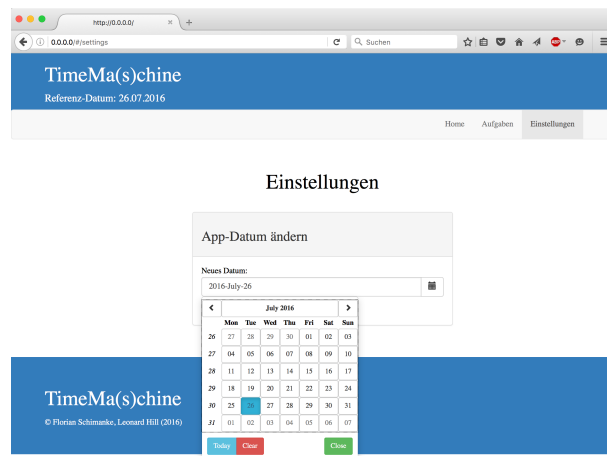 http://0.0.0.0/ × +
0.0.0.0/#/settings Suchen ABP
TimeMa(s)chine
Referenz-Datum: 26.07.2016
Home Aufgaben Einstellungen
Einstellungen
App-Datum ändern
Neues Datum:
2016-July-26
July 2016
Mon Tue Wed Thu Fri Sat Sun
26 27 28 29 30 01 02 03
27 04 05 06 07 08 09 10
28 11 12 13 14 15 16 17
29 18 19 20 21 22 23 24
30 25 26 27 28 29 30 31
31 01 02 03 04 05 06 07
Today Clear Close
TimeMa(s)chine
© Florian Schimanke, Leonard Hill (2016)